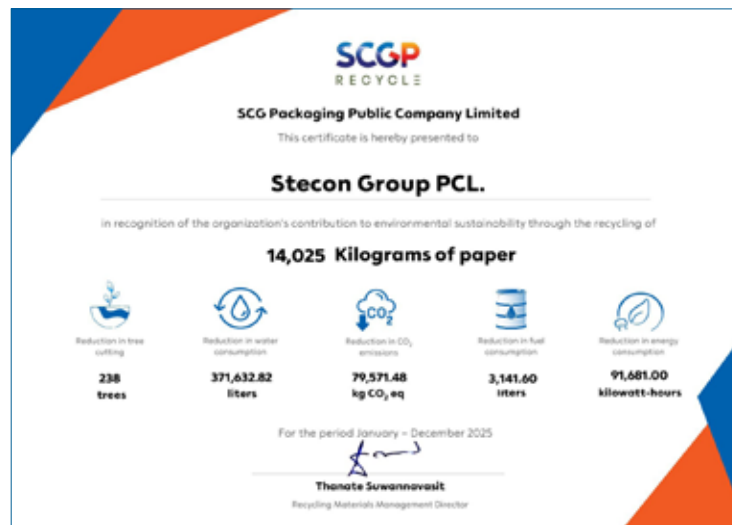 SCGP
RECYCLE
SCG Packaging Public Company Limited
This certificate is hereby presented to
Stecon Group PCL.
in recognition of the organization's contribution to environmental sustainability through the recycling of
14,025 Kilograms of paper
CO₂
Reduction in tree cutting
Reduction in water consumption
Reduction in CO₂ emissions
Reduction in fuel consumption
Reduction in energy consumption
238 trees
371,632.82 liters
79,571.48 kg CO₂ eq
3,141.60 liters
91,681.00 kilowatt-hours
For the period January – December 2025
Thanate Suwannavasit
Recycling Materials Management Director